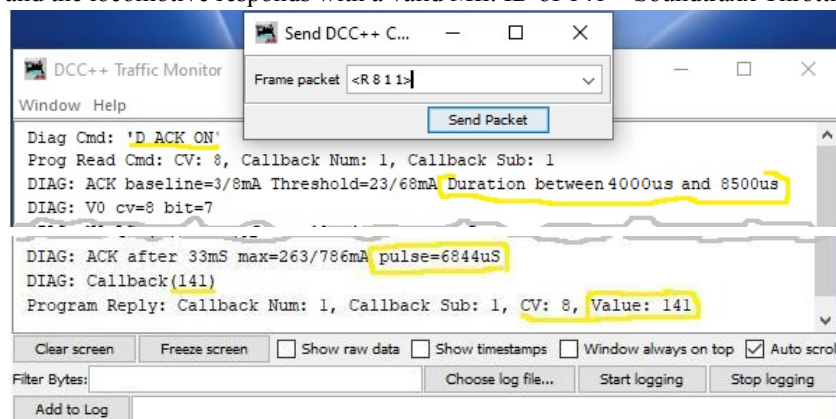 and the locomotive responds with a valid Mfr. ID of 141 = Soundtraxx Throttle
Send DCC++ C...
DCC++ Traffic Monitor
Frame packet <R 8 1 1>
Window Help
Send Packet
Diag Cmd: 'D ACK ON'
Prog Read Cmd: CV: 8, Callback Num: 1, Callback Sub: 1
DIAG: ACK baseline=3/8mA Threshold=23/68mA Duration between 4000us and 8500us
DIAG: V0 cv=8 bit=7
DIAG: ACK after 33mS max=263/786mA pulse=6844uS
DIAG: Callback(141)
Program Reply: Callback Num: 1, Callback Sub: 1, CV: 8, Value: 141
Clear screen Freeze screen Show raw data Show timestamps Window always on top Auto scrol
Filter Bytes: Choose log file... Start logging Stop logging
Add to Log